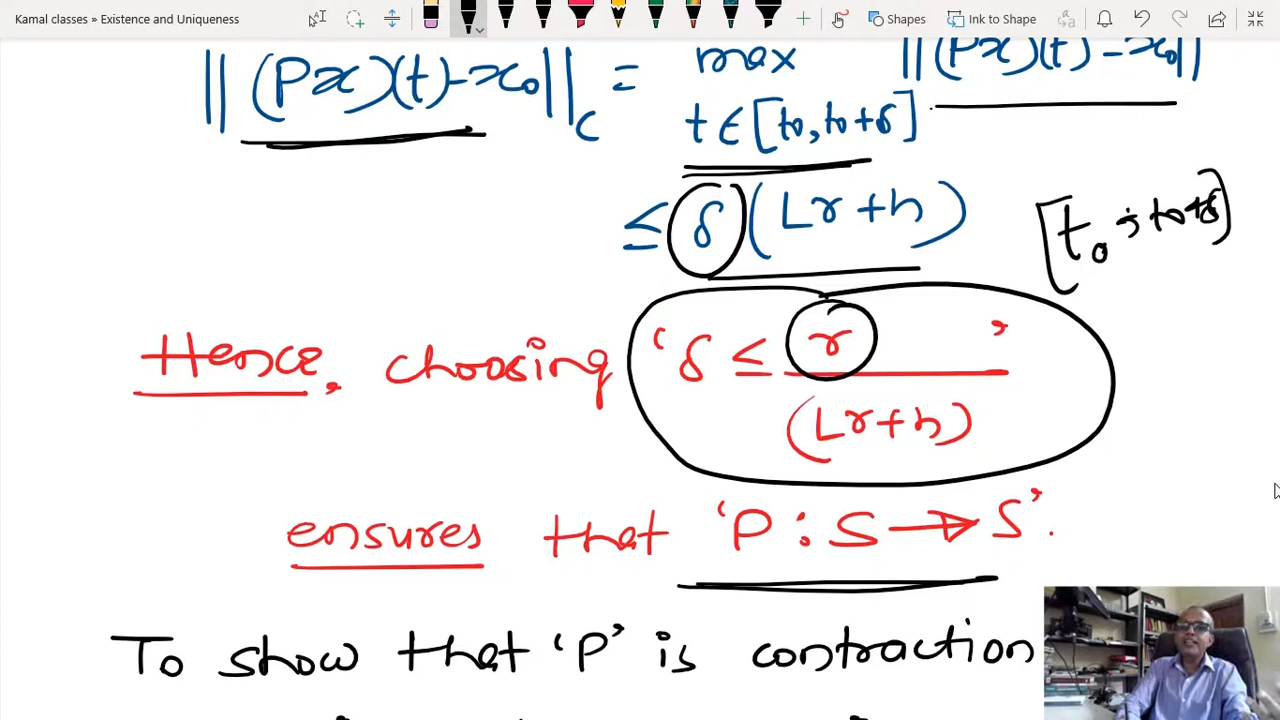 Kamal classes » Existence and Uniqueness
Shapes
Ink to Shape
||(Px)(t)-x₀||_C = max ||(Px)(t)-x₀||
t∈[t₀, t₀+δ]
≤ δ (Lr+h)
[t₀, t₀+δ]
Hence, choosing 'δ ≤ r / (Lr+h)'
ensures that 'P : S → S'.
To show that 'P' is contraction